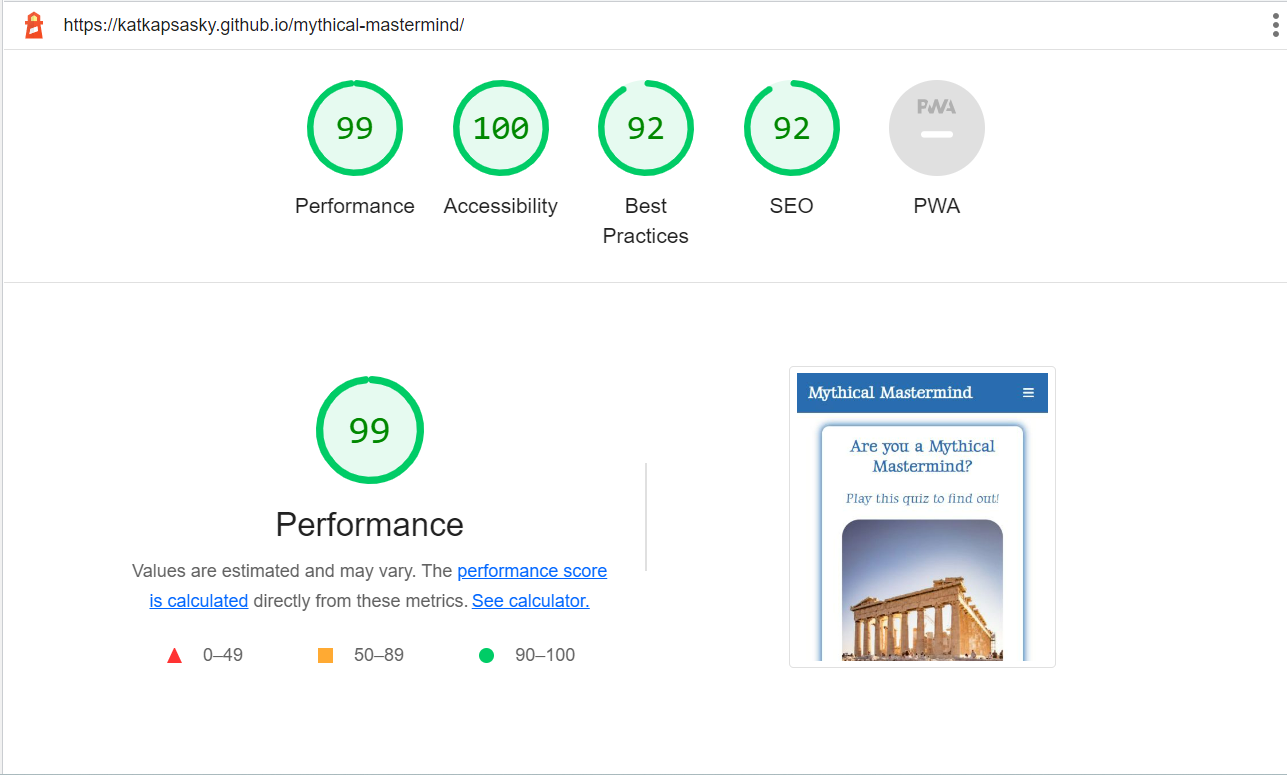 https://katkapsasky.github.io/mythical-mastermind/
99
100
92
92
PWA
Performance
Accessibility
Best
Practices
SEO
PWA
99
Performance
Values are estimated and may vary. The performance score
is calculated directly from these metrics. See calculator.
0–49
50–89
90–100
Mythical Mastermind
Are you a Mythical
Mastermind?
Play this quiz to find out!